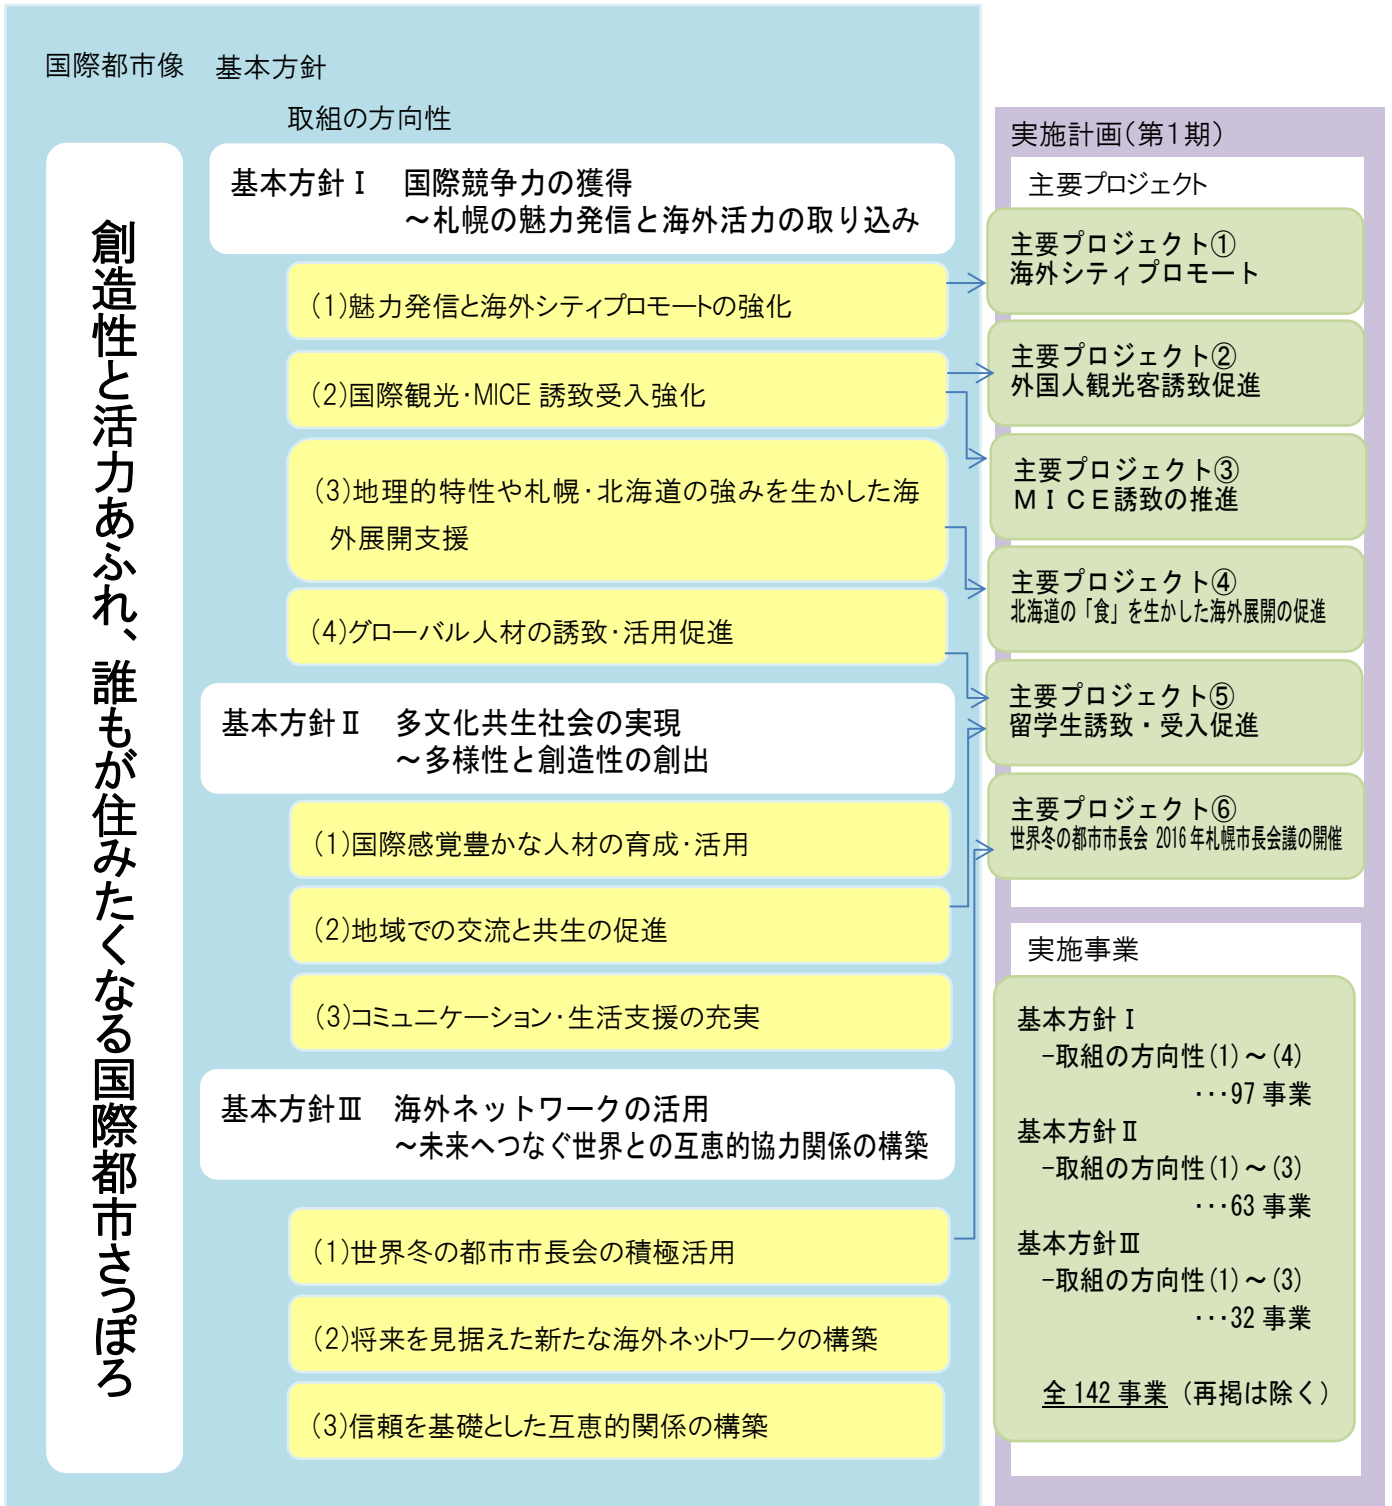 国際都市像
基本方針
取組の方向性
創造性と活力あふれ、誰もが住みたくなる国際都市さっぽろ
基本方針Ⅰ　国際競争力の獲得
～札幌の魅力発信と海外活力の取り込み
(1)魅力発信と海外シティプロモートの強化
(2)国際観光・MICE 誘致受入強化
(3)地理的特性や札幌・北海道の強みを生かした海
外展開支援
(4)グローバル人材の誘致・活用促進
基本方針Ⅱ　多文化共生社会の実現
～多様性と創造性の創出
(1)国際感覚豊かな人材の育成・活用
(2)地域での交流と共生の促進
(3)コミュニケーション・生活支援の充実
基本方針Ⅲ　海外ネットワークの活用
～未来へつなぐ世界との互恵的協力関係の構築
(1)世界冬の都市市長会の積極活用
(2)将来を見据えた新たな海外ネットワークの構築
(3)信頼を基礎とした互恵的関係の構築
実施計画(第１期)
主要プロジェクト
主要プロジェクト①
海外シティプロモート
主要プロジェクト②
外国人観光客誘致促進
主要プロジェクト③
ＭＩＣＥ誘致の推進
主要プロジェクト④
北海道の「食」を生かした海外展開の促進
主要プロジェクト⑤
留学生誘致・受入促進
主要プロジェクト⑥
世界冬の都市市長会 2016 年札幌市長会議の開催
実施事業
基本方針Ⅰ
-取組の方向性(1)～(4)
・・・97 事業
基本方針Ⅱ
-取組の方向性(1)～(3)
・・・63 事業
基本方針Ⅲ
-取組の方向性(1)～(3)
・・・32 事業
全 142 事業（再掲は除く）